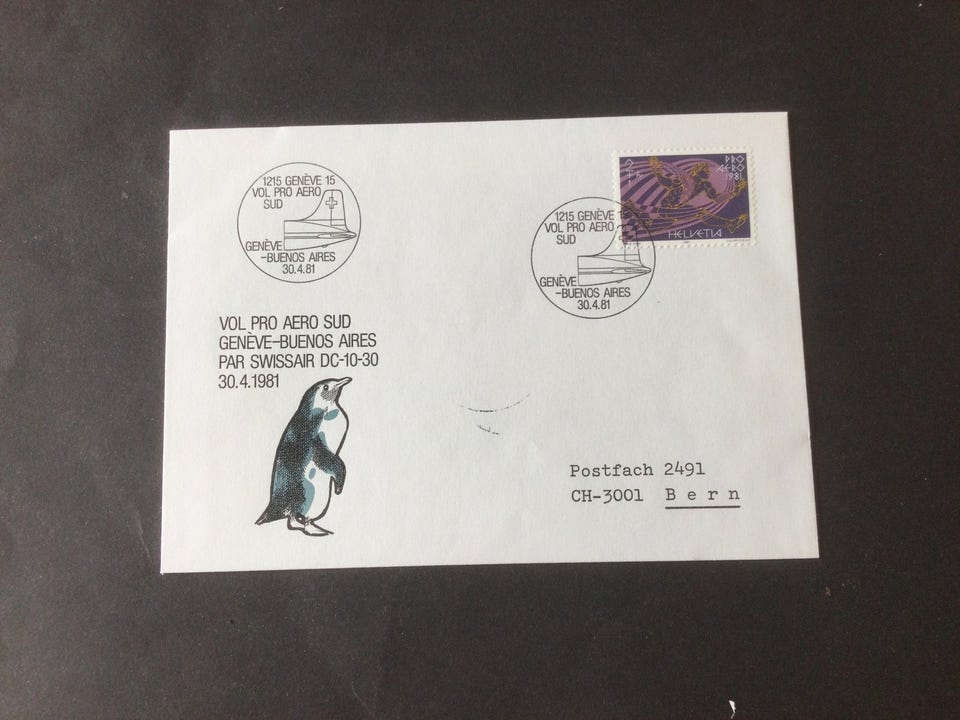 1215 GENÈVE 15
VOL PRO AERO
SUD
GENÈVE
-BUENOS AIRES
30.4.81
1215 GENÈVE 15
VOL PRO AERO
SUD
GENÈVE
-BUENOS AIRES
30.4.81
PRO
AERO
1981
HELVETIA
VOL PRO AERO SUD
GENÈVE-BUENOS AIRES
PAR SWISSAIR DC-10-30
30.4.1981
Postfach 2491
CH-3001 Bern